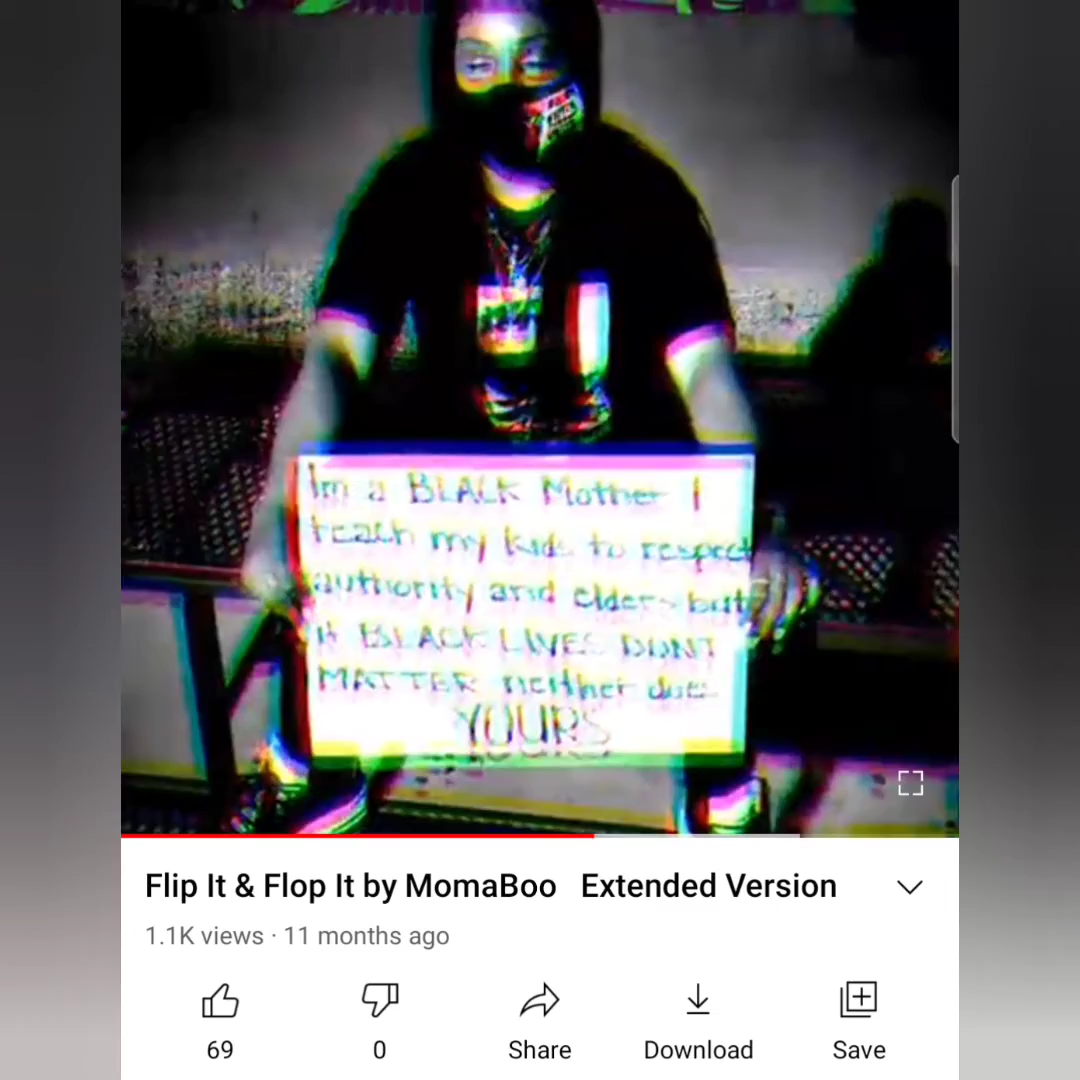 Im a BLACK Mother I
teach my kids to respect
authority and elders but
if BLACK LIVES DONT
MATTER neither does
YOURS
Flip It & Flop It by MomaBoo Extended Version
1.1K views · 11 months ago
69
0
Share
Download
Save